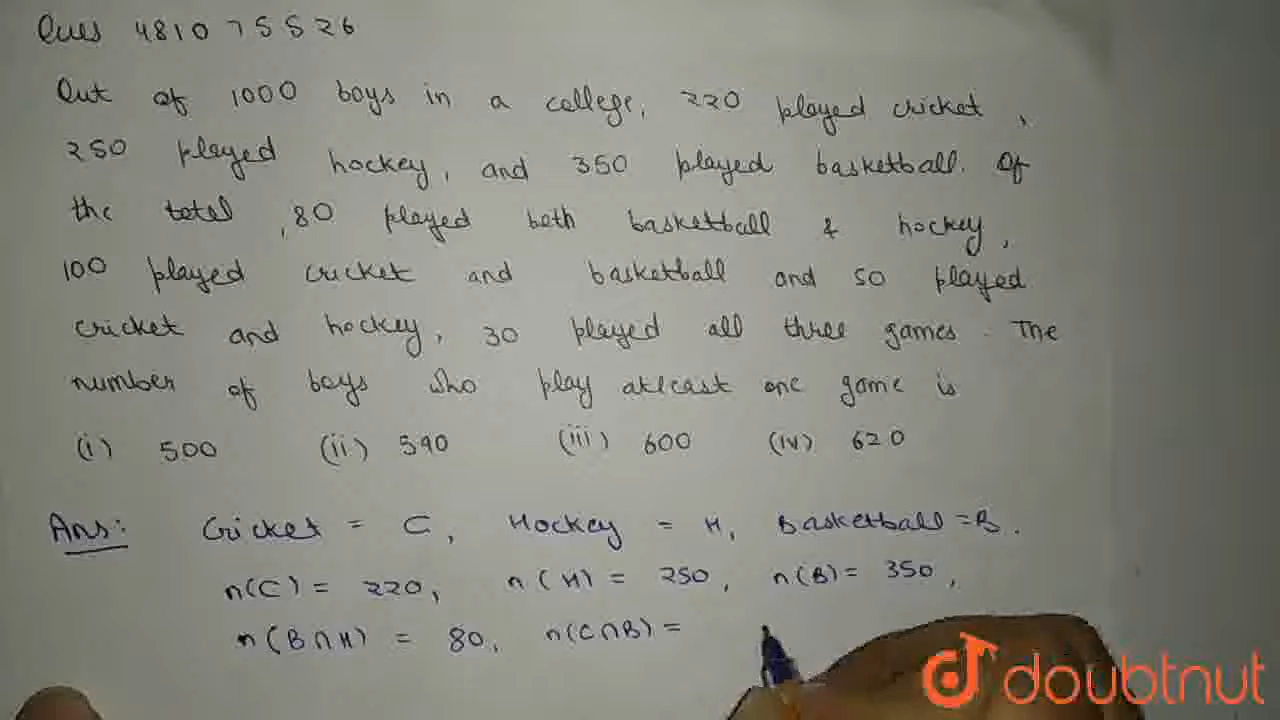 Ques 481075526
Out of 1000 boys in a college, 220 played cricket,
250 played hockey, and 350 played basketball. Of
the total, 80 played both basketball & hockey,
100 played cricket and basketball and 50 played
cricket and hockey, 30 played all three games. The
number of boys who play atleast one game is
(i) 500 (ii) 590 (iii) 600 (iv) 620
Ans: Cricket = C, Hockey = H, Basketball = B.
n(C) = 220, n(H) = 250, n(B) = 350,
n(B∩H) = 80, n(C∩B) =
doubtnut